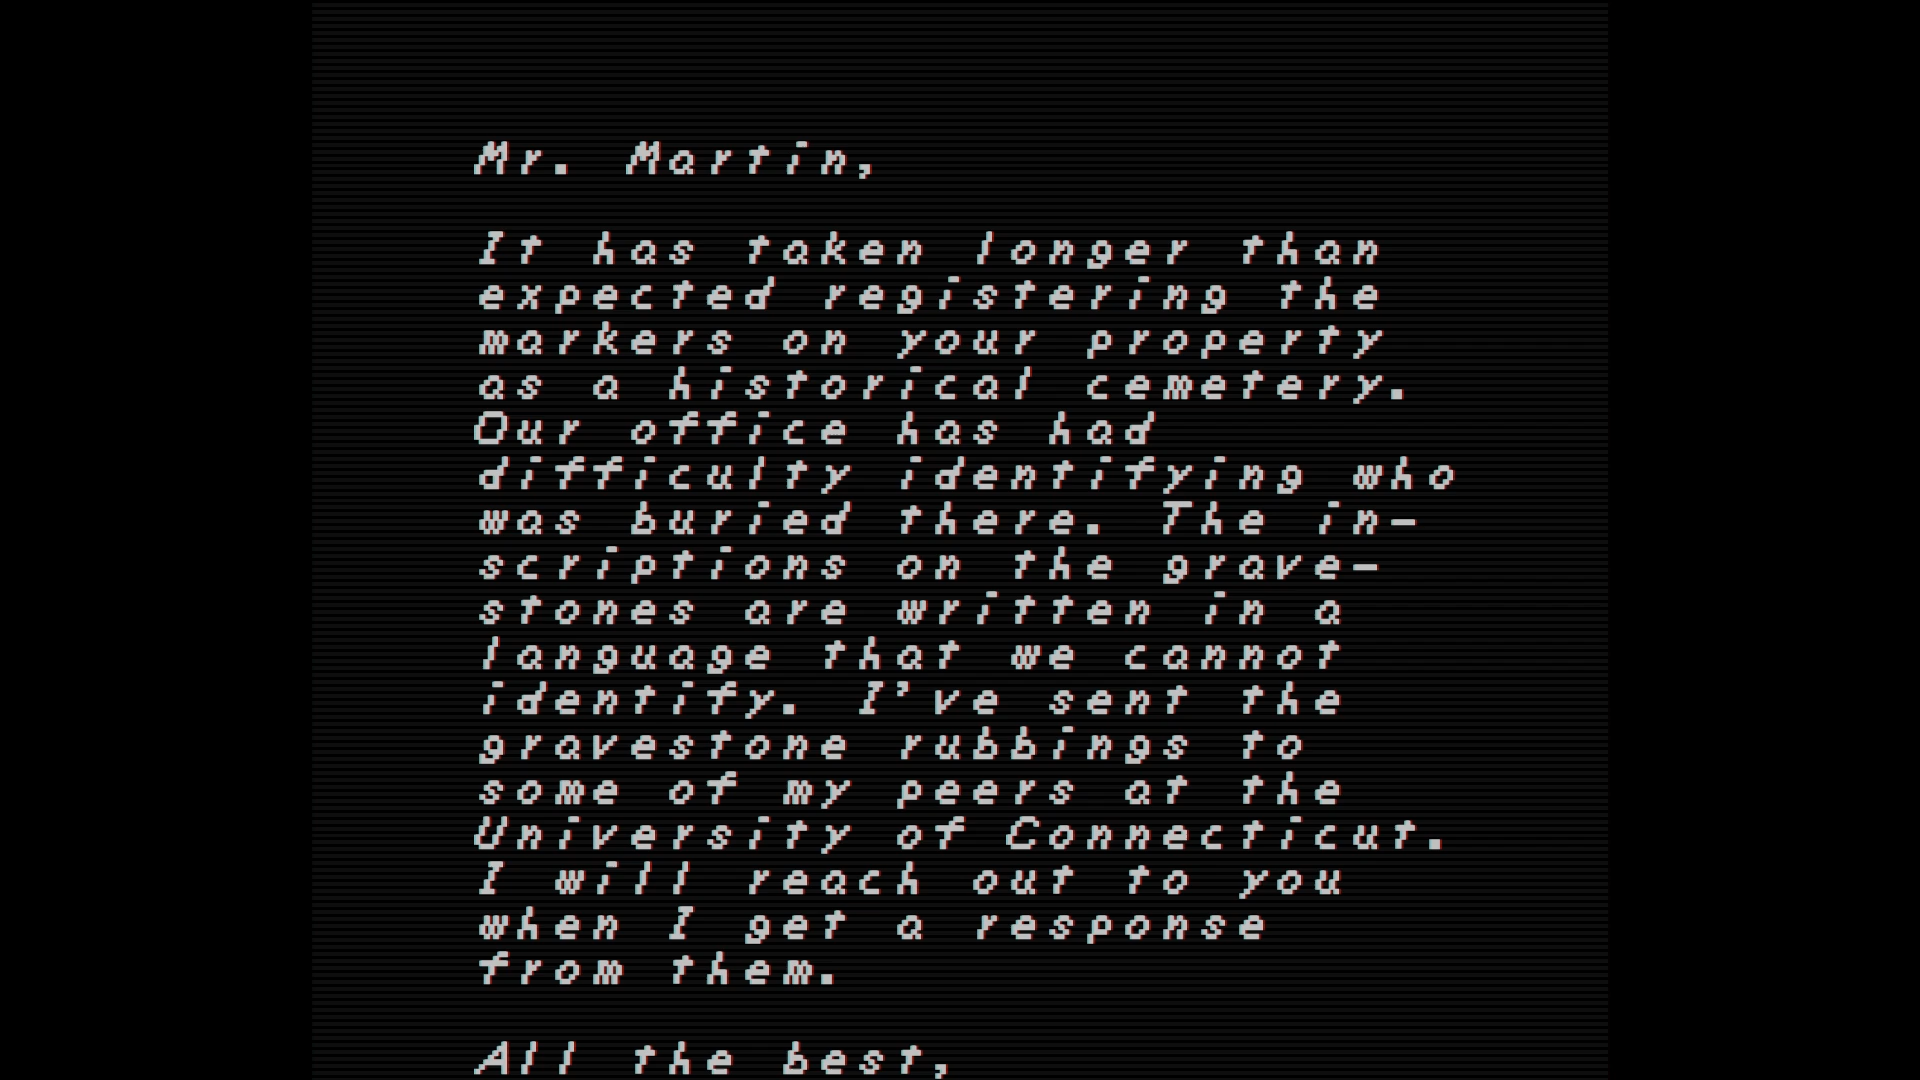 Mr. Martin,
It has taken longer than
expected registering the
markers on your property
as a historical cemetery.
Our office has had
difficulty identifying who
was buried there. The in-
scriptions on the grave-
stones are written in a
language that we cannot
identify. I've sent the
gravestone rubbings to
some of my peers at the
University of Connecticut.
I will reach out to you
when I get a response
from them.
All the best,